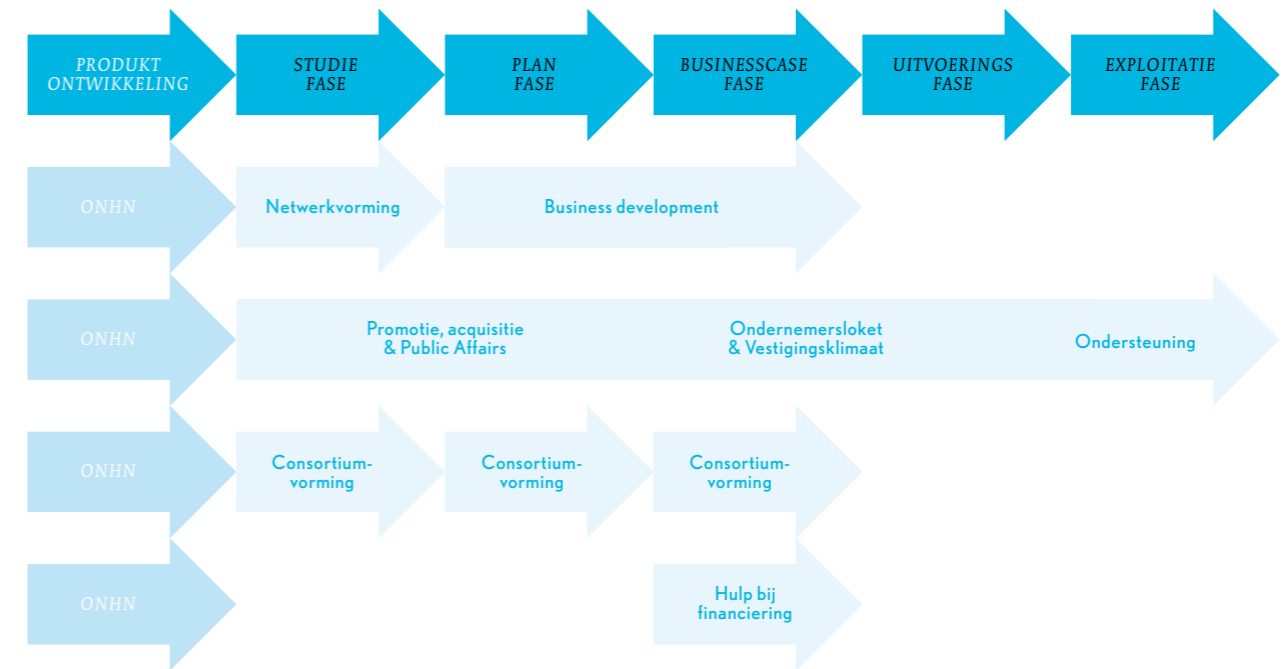 PRODUKT
ONTWIKKELING
STUDIE
FASE
PLAN
FASE
BUSINESSCASE
FASE
UITVOERINGS
FASE
EXPLOITATIE
FASE
ONHN
Netwerkvorming
Business development
ONHN
Promotie, acquisitie
& Public Affairs
Ondernemersloket
& Vestigingsklimaat
Ondersteuning
ONHN
Consortium-
vorming
Consortium-
vorming
Consortium-
vorming
ONHN
Hulp bij
financiering